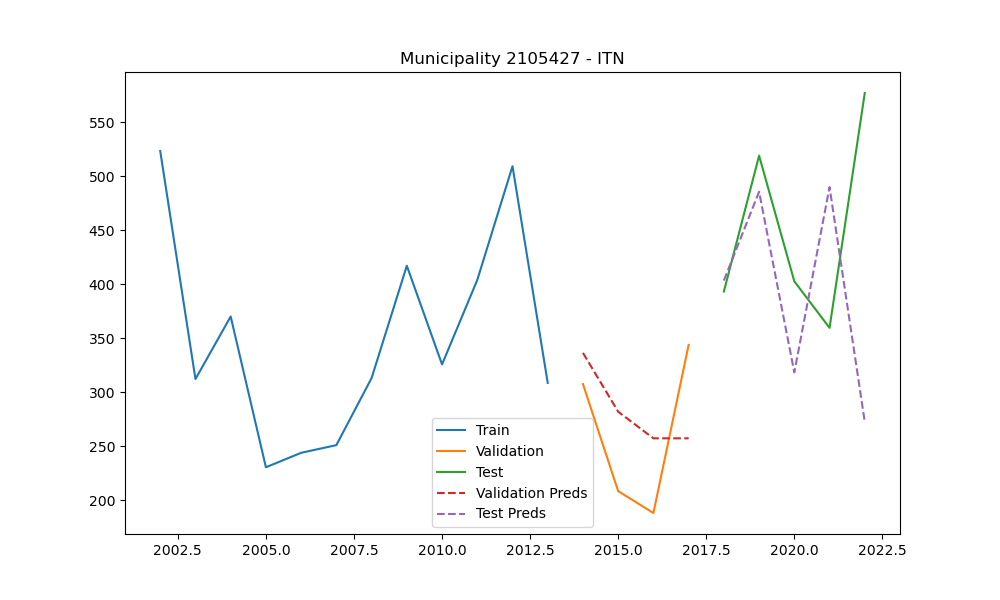 Municipality 2105427 - ITN
550
500
450
400
350
300
250
200
Train
Validation
Test
Validation Preds
Test Preds
2002.5 2005.0 2007.5 2010.0 2012.5 2015.0 2017.5 2020.0 2022.5